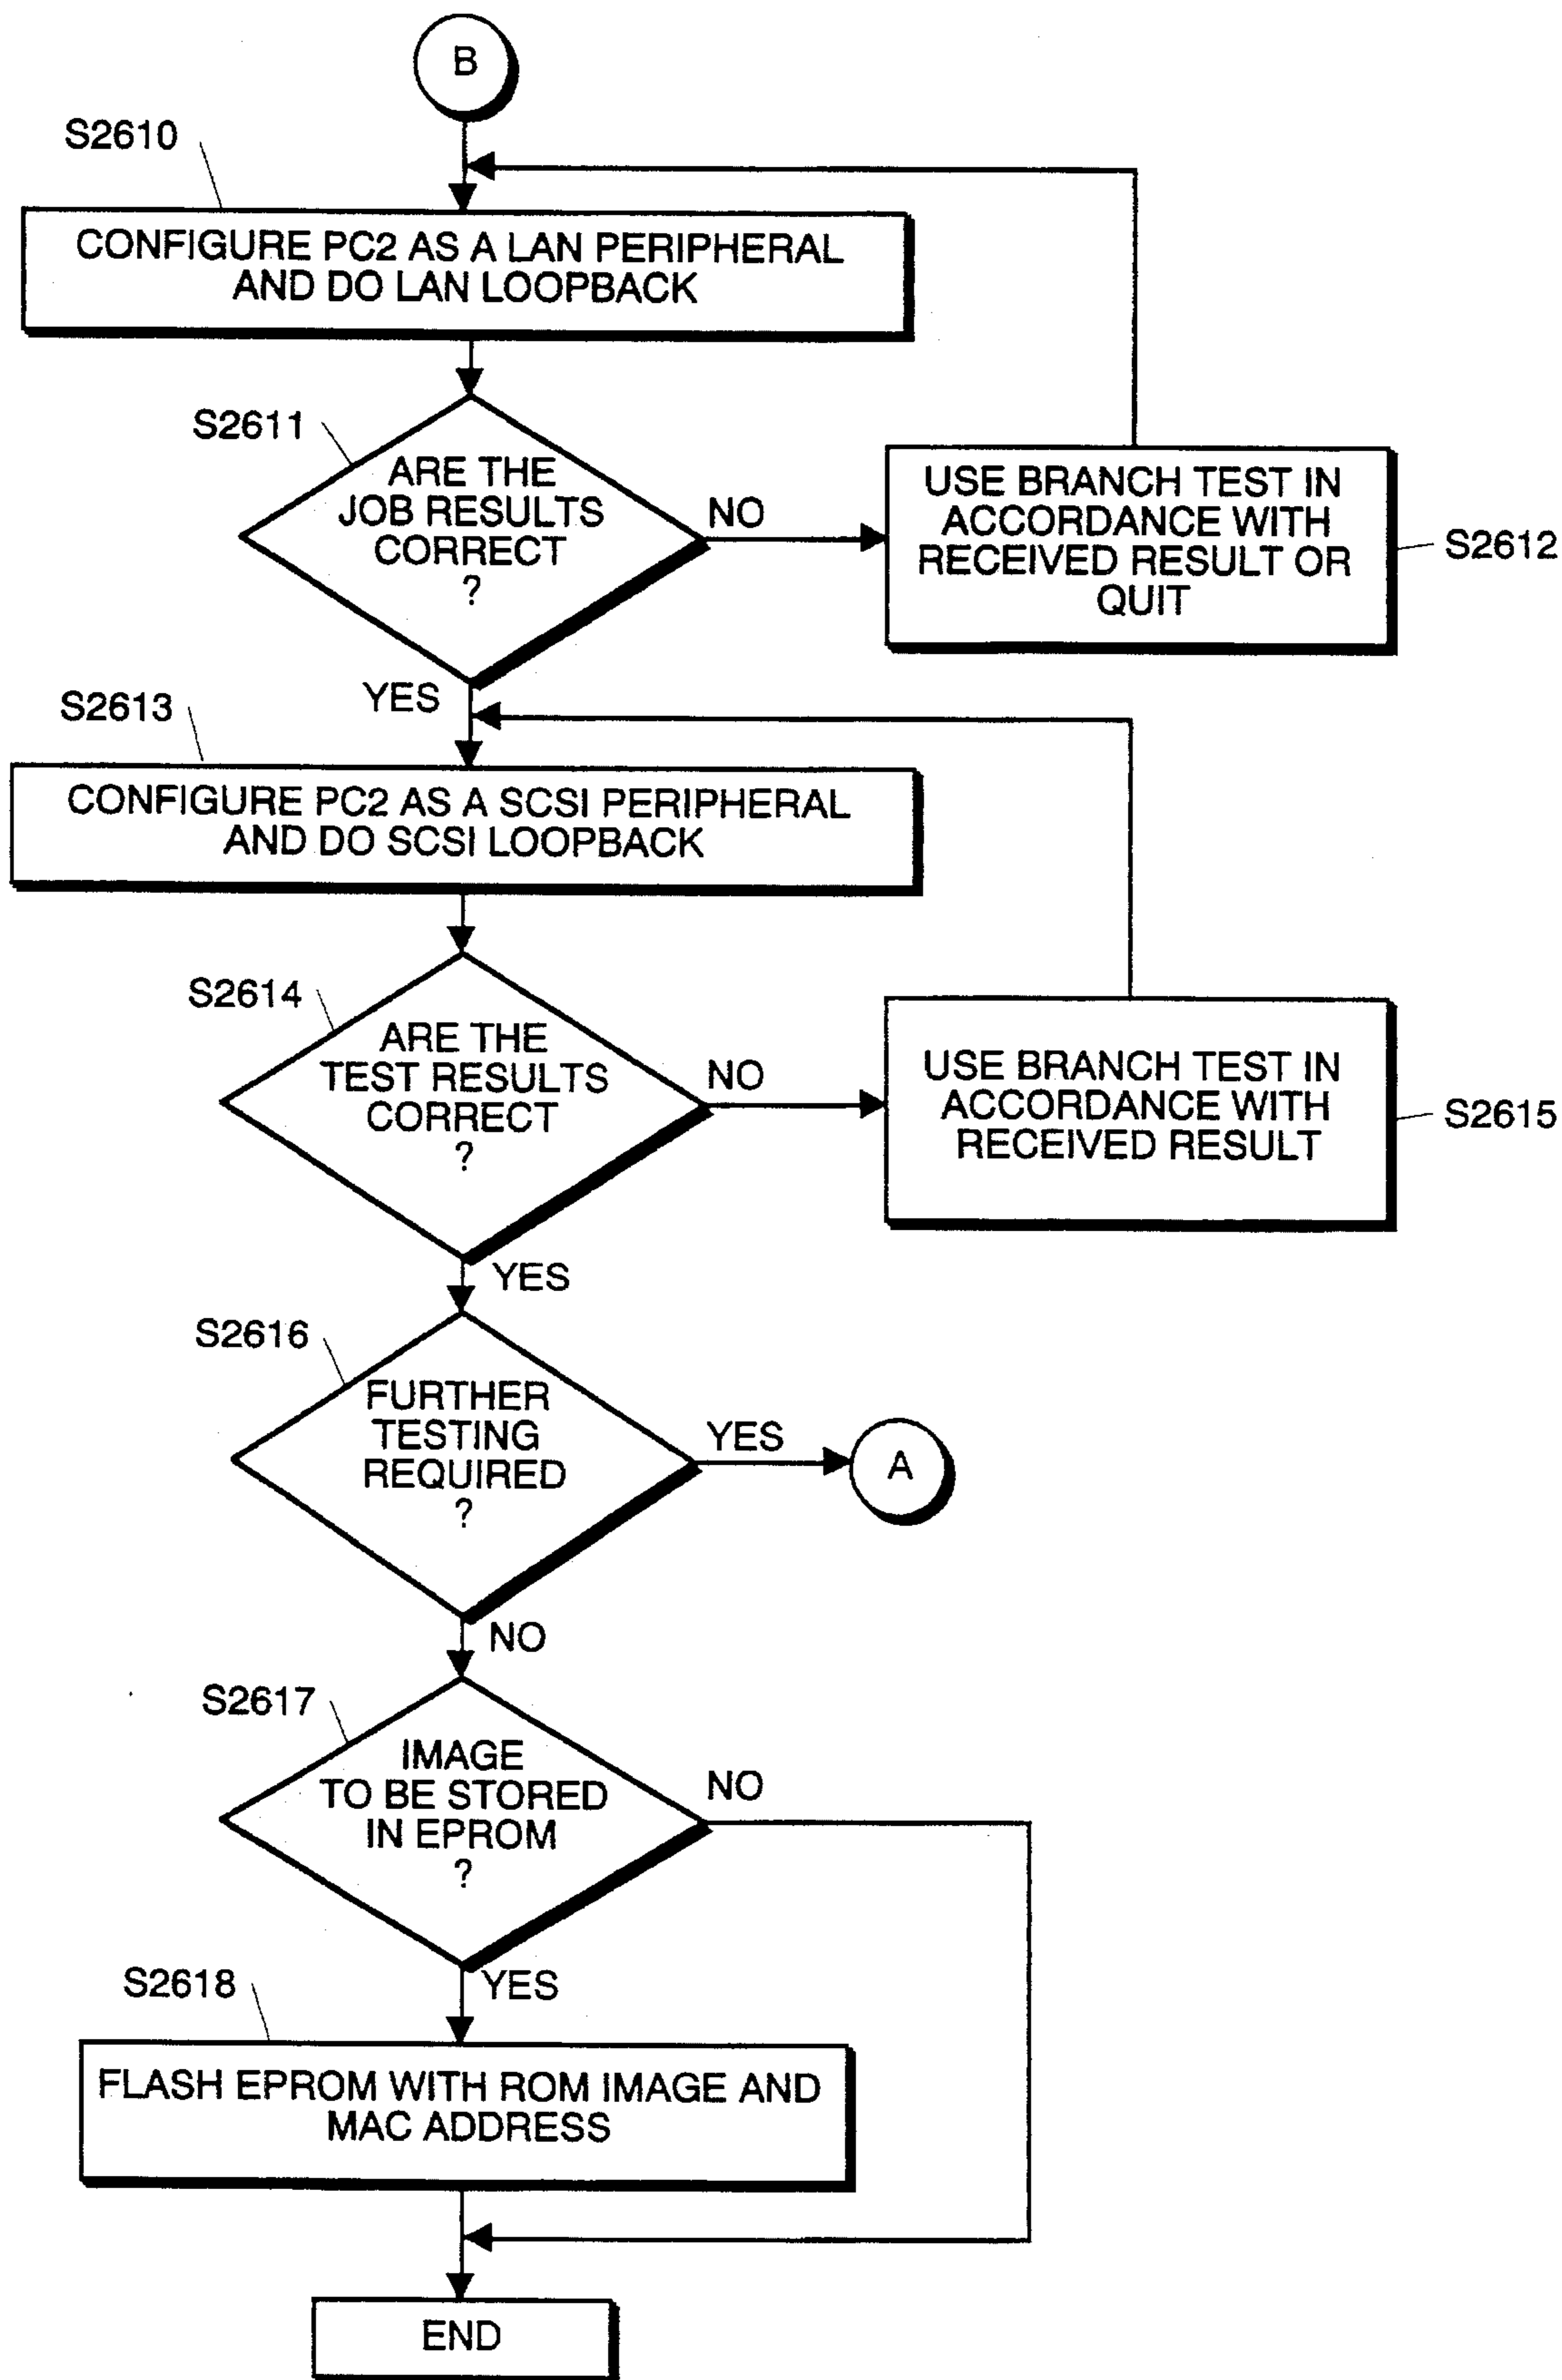 B
S2610
CONFIGURE PC2 AS A LAN PERIPHERAL
AND DO LAN LOOPBACK
S2611
ARE THE
JOB RESULTS
CORRECT
?
NO
USE BRANCH TEST IN
ACCORDANCE WITH
RECEIVED RESULT OR
QUIT
S2612
YES
S2613
CONFIGURE PC2 AS A SCSI PERIPHERAL
AND DO SCSI LOOPBACK
S2614
ARE THE
TEST RESULTS
CORRECT
?
NO
USE BRANCH TEST IN
ACCORDANCE WITH
RECEIVED RESULT
S2615
YES
S2616
FURTHER
TESTING
REQUIRED
?
YES
A
NO
S2617
IMAGE
TO BE STORED
IN EPROM
?
NO
YES
S2618
FLASH EPROM WITH ROM IMAGE AND
MAC ADDRESS
END